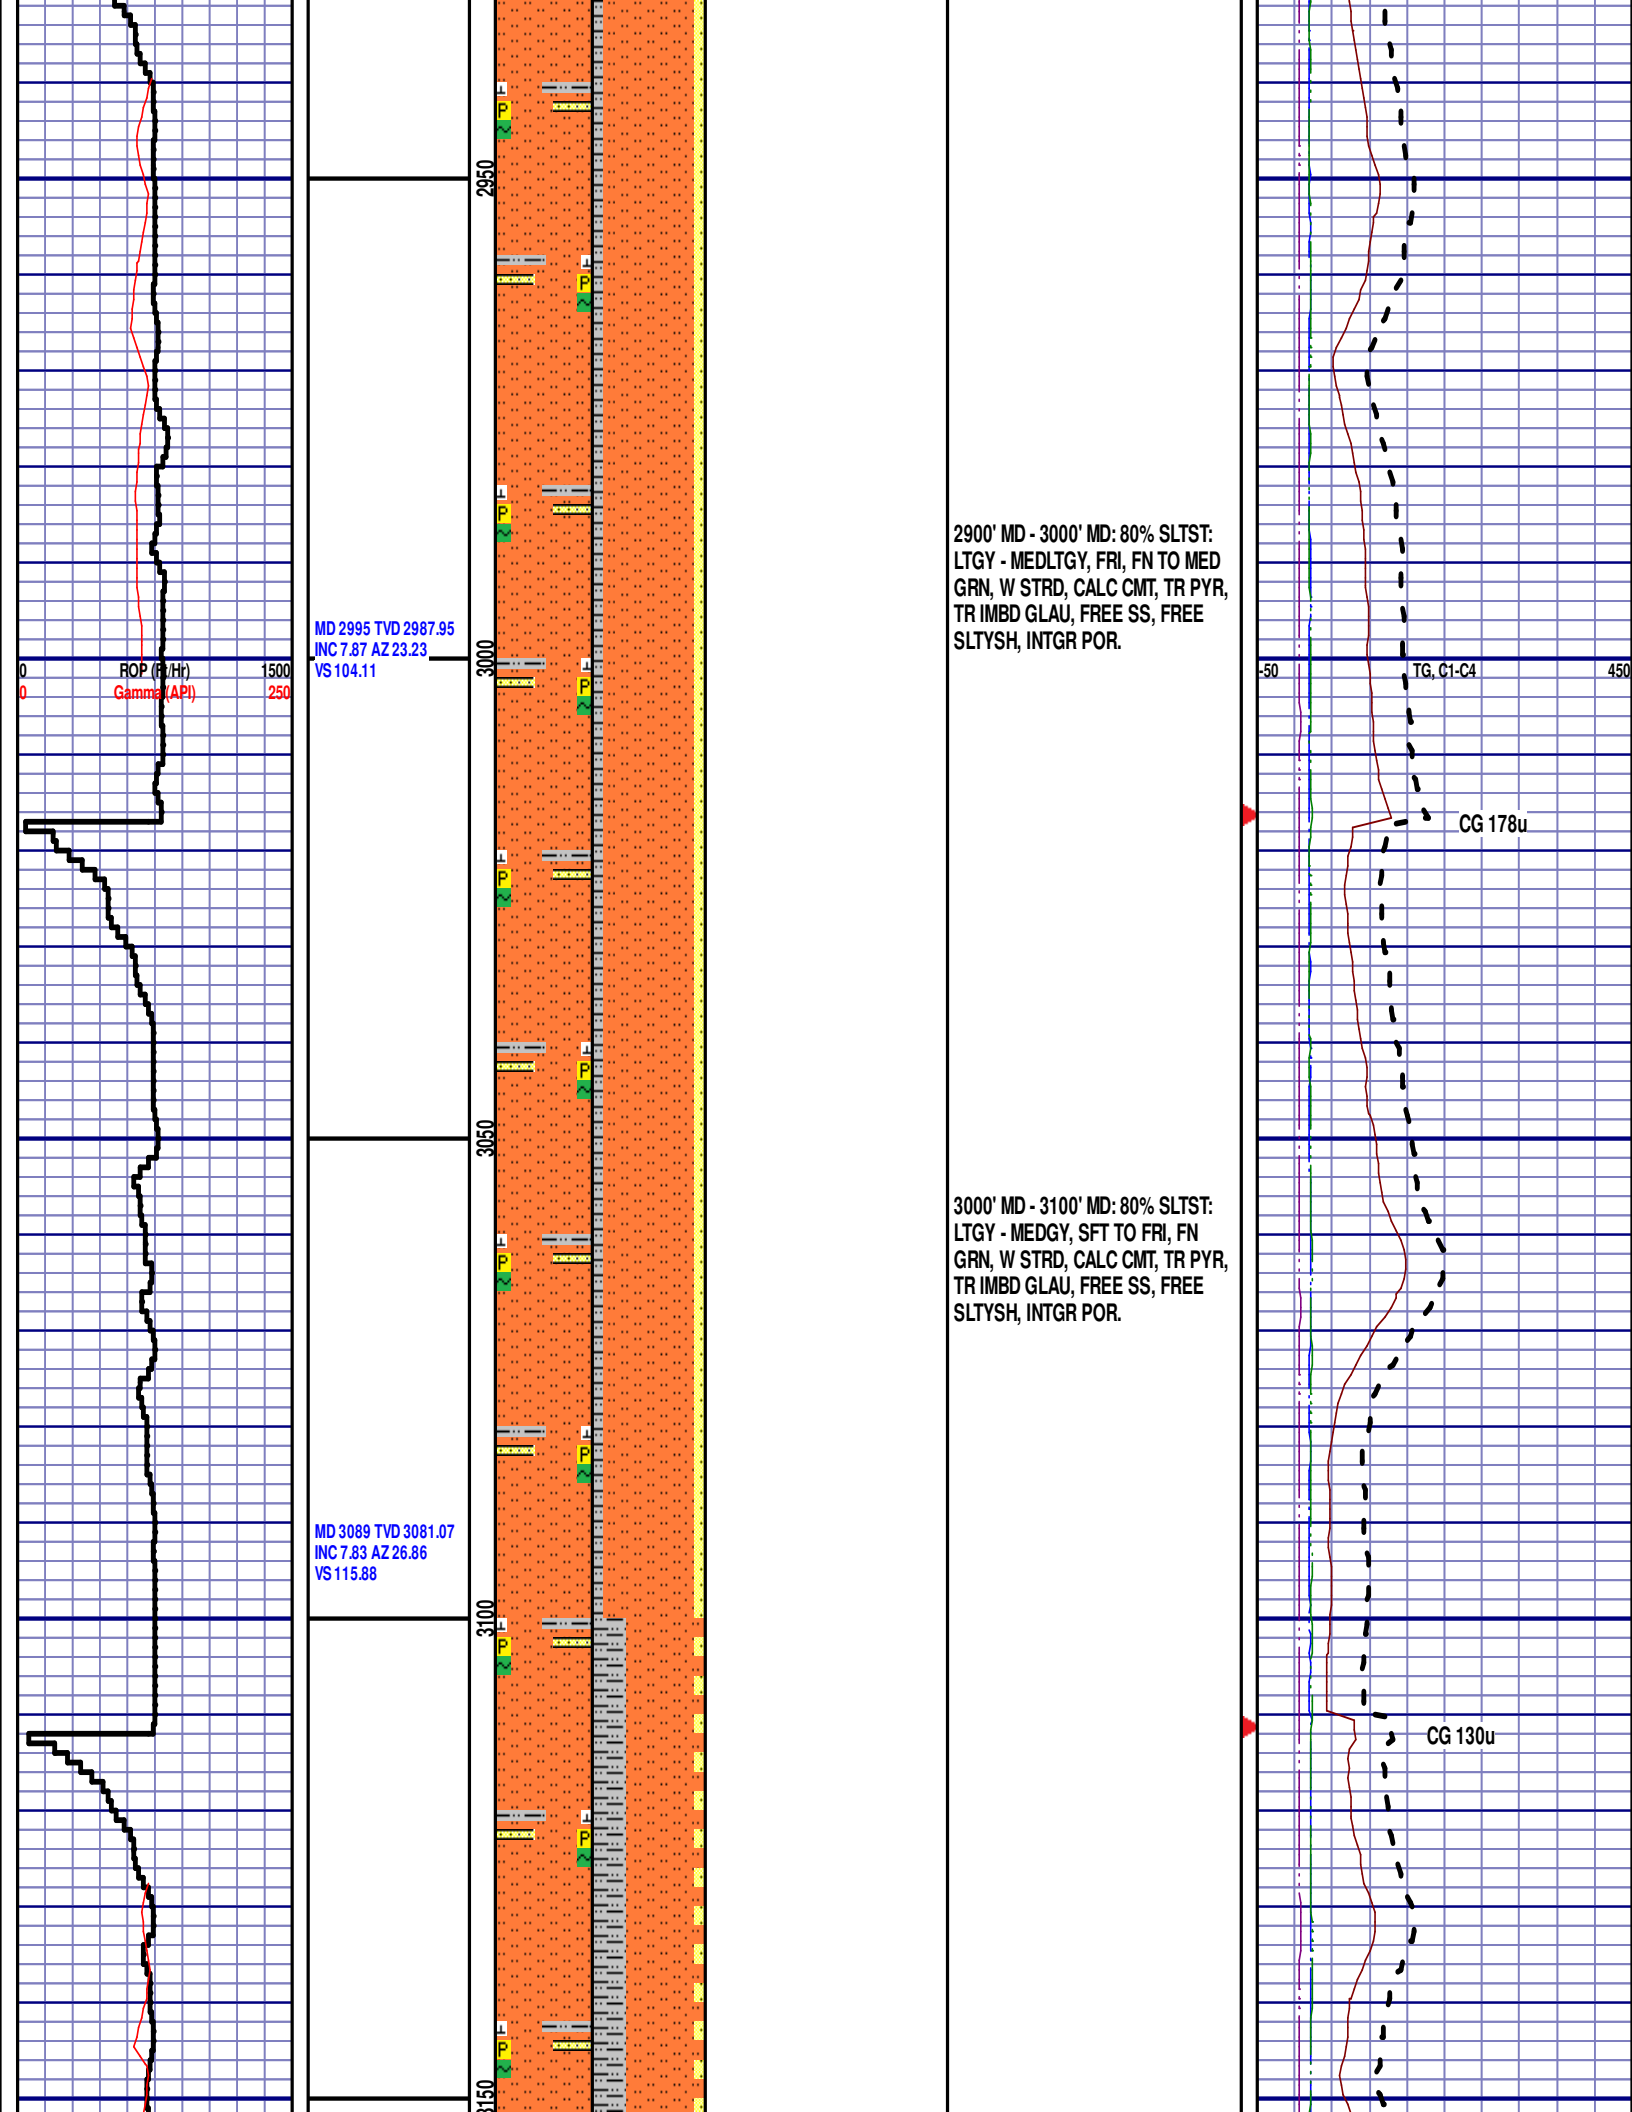 2950
2900' MD - 3000' MD: 80% SLTST:
LTGY - MEDLTGY, FRI, FN TO MED
GRN, W STRD, CALC CMT, TR PYR,
TR IMBD GLAU, FREE SS, FREE
SLTYSH, INTGR POR.
MD 2995 TVD 2987.95
INC 7.87 AZ 23.23
VS 104.11
3000
0 ROP (Ft/Hr) 1500
0 Gamma (API) 250
-50 TG, C1-C4 450
CG 178u
3050
3000' MD - 3100' MD: 80% SLTST:
LTGY - MEDGY, SFT TO FRI, FN
GRN, W STRD, CALC CMT, TR PYR,
TR IMBD GLAU, FREE SS, FREE
SLTYSH, INTGR POR.
MD 3089 TVD 3081.07
INC 7.83 AZ 26.86
VS 115.88
3100
CG 130u
3150
P
P
P
P
P
P
P
P
P
P
P